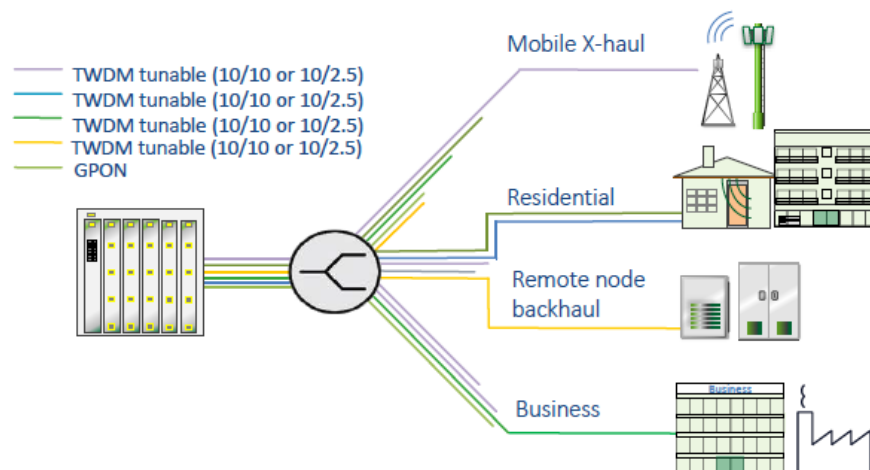 Mobile X-haul
TWDM tunable (10/10 or 10/2.5)
TWDM tunable (10/10 or 10/2.5)
TWDM tunable (10/10 or 10/2.5)
TWDM tunable (10/10 or 10/2.5)
GPON
Residential
Remote node
backhaul
Business
Business